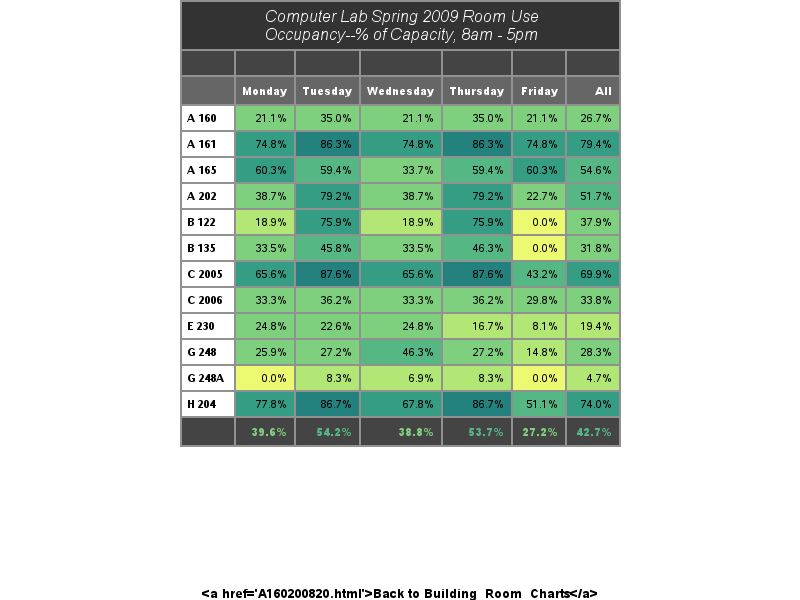 Computer Lab Spring 2009 Room Use
Occupancy--% of Capacity, 8am - 5pm
Monday Tuesday Wednesday Thursday Friday All
A 160 21.1% 35.0% 21.1% 35.0% 21.1% 26.7%
A 161 74.8% 86.3% 74.8% 86.3% 74.8% 79.4%
A 165 60.3% 59.4% 33.7% 59.4% 60.3% 54.6%
A 202 38.7% 79.2% 38.7% 79.2% 22.7% 51.7%
B 122 18.9% 75.9% 18.9% 75.9% 0.0% 37.9%
B 135 33.5% 45.8% 33.5% 46.3% 0.0% 31.8%
C 2005 65.6% 87.6% 65.6% 87.6% 43.2% 69.9%
C 2006 33.3% 36.2% 33.3% 36.2% 29.8% 33.8%
E 230 24.8% 22.6% 24.8% 16.7% 8.1% 19.4%
G 248 25.9% 27.2% 46.3% 27.2% 14.8% 28.3%
G 248A 0.0% 8.3% 6.9% 8.3% 0.0% 4.7%
H 204 77.8% 86.7% 67.8% 86.7% 51.1% 74.0%
39.6% 54.2% 38.8% 53.7% 27.2% 42.7%
<a href='A160200820.html'>Back to Building_Room_Charts</a>